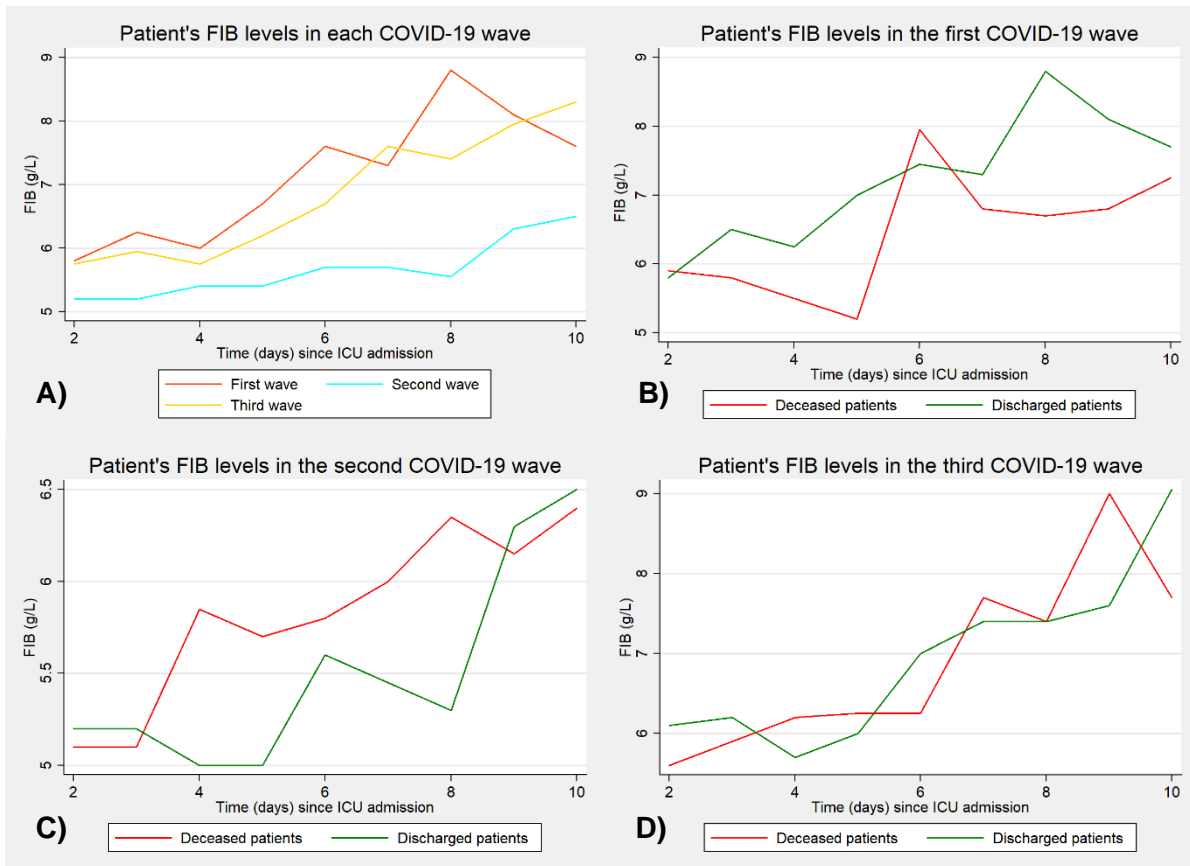 Patient's FIB levels in each COVID-19 wave
9
8
7
6
5
FIB (g/L)
2 4 6 8 10
Time (days) since ICU admission
First wave Second wave
Third wave
A)
Patient's FIB levels in the first COVID-19 wave
9
8
7
6
5
FIB (g/L)
2 4 6 8 10
Time (days) since ICU admission
Deceased patients Discharged patients
B)
Patient's FIB levels in the second COVID-19 wave
6.5
6
5.5
5
FIB (g/L)
2 4 6 8 10
Time (days) since ICU admission
Deceased patients Discharged patients
C)
Patient's FIB levels in the third COVID-19 wave
9
8
7
6
FIB (g/L)
2 4 6 8 10
Time (days) since ICU admission
Deceased patients Discharged patients
D)